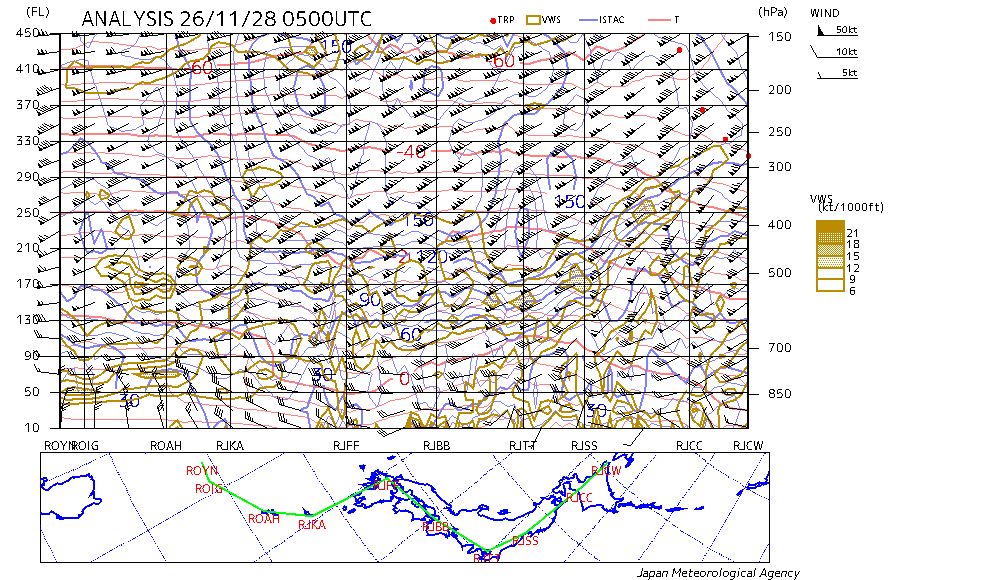 (FL)
ANALYSIS 26/11/28 0500UTC
TRP VWS ISTAC T
(hPa)
WIND
50kt
10kt
5kt
450
410
370
330
290
250
210
170
130
90
50
10
150
200
250
300
400
500
700
850
150
-60
-60
-40
150
150
120
90
60
0
30
30
30
VWS
(kt/1000ft)
21
18
15
12
9
6
ROIG ROAH RJKA RJFF RJBB RJTT RJSS RJCC RJCW
ROYN
ROIG
ROAH
RJKA
RJBB
RJSS
RJCC
RJCW
Japan Meteorological Agency